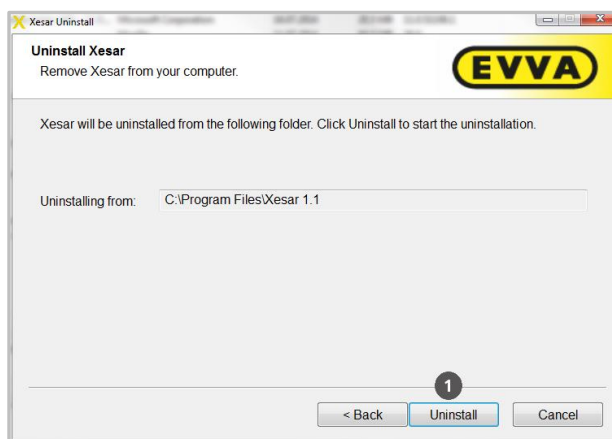 Xesar Uninstall
Uninstall Xesar
Remove Xesar from your computer.
EVVA
Xesar will be uninstalled from the following folder. Click Uninstall to start the uninstallation.
Uninstalling from: C:\Program Files\Xesar 1.1
1
< Back Uninstall Cancel